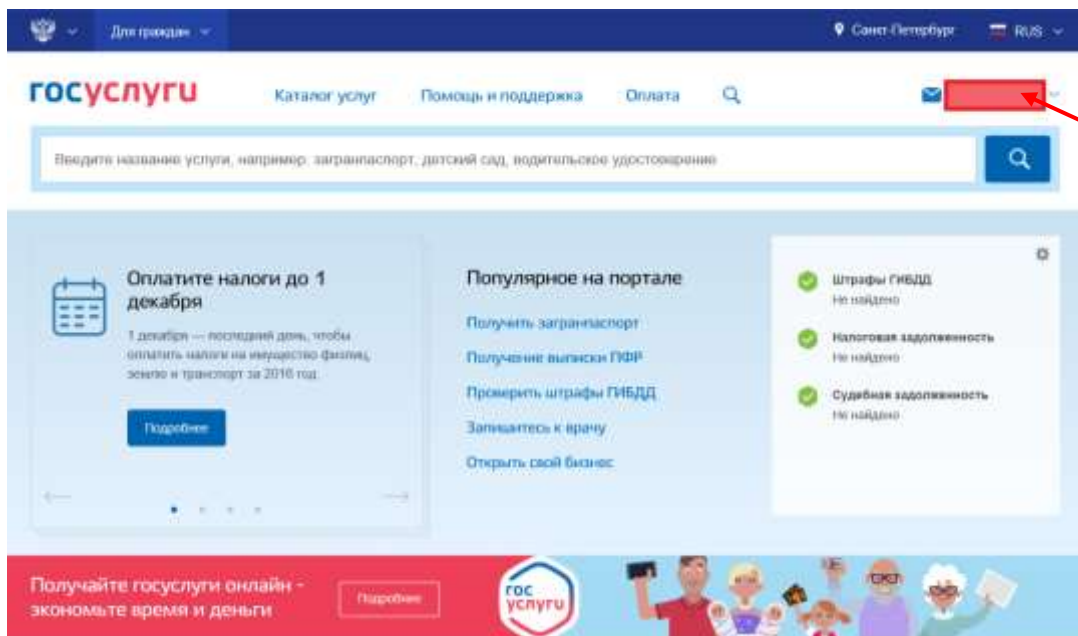 Для граждан
Санкт-Петербург
RUS
госуслуги
Каталог услуг
Помощь и поддержка
Оплата
Введите название услуги, например: загранпаспорт, детский сад, водительское удостоверение
Оплатите налоги до 1
декабря
1 декабря — последний день, чтобы
оплатить налоги на имущество физлиц,
землю и транспорт за 2016 год
Подробнее
Популярное на портале
Получить загранпаспорт
Получение выписки ПФР
Проверить штрафы ГИБДД
Запишитесь к врачу
Открыть свой бизнес
Штрафы ГИБДД
Не найдено
Налоговая задолженность
Не найдено
Судебная задолженность
Не найдено
Получайте госуслуги онлайн -
экономьте время и деньги
Подробнее
гос
услуги